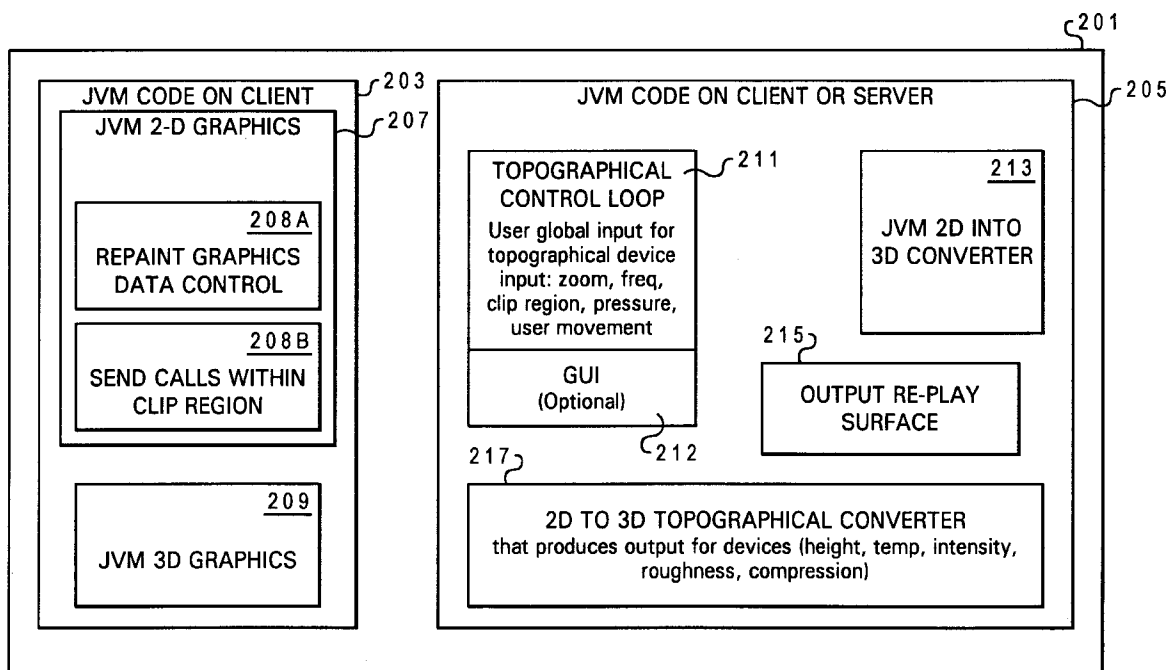 201
JVM CODE ON CLIENT
203
JVM 2-D GRAPHICS
207
208A
REPAINT GRAPHICS
DATA CONTROL
208B
SEND CALLS WITHIN
CLIP REGION
209
JVM 3D GRAPHICS
JVM CODE ON CLIENT OR SERVER
205
TOPOGRAPHICAL
CONTROL LOOP
User global input for
topographical device
input: zoom, freq,
clip region, pressure,
user movement
211
GUI
(Optional)
212
213
JVM 2D INTO
3D CONVERTER
215
OUTPUT RE-PLAY
SURFACE
217
2D TO 3D TOPOGRAPHICAL CONVERTER
that produces output for devices (height, temp, intensity,
roughness, compression)